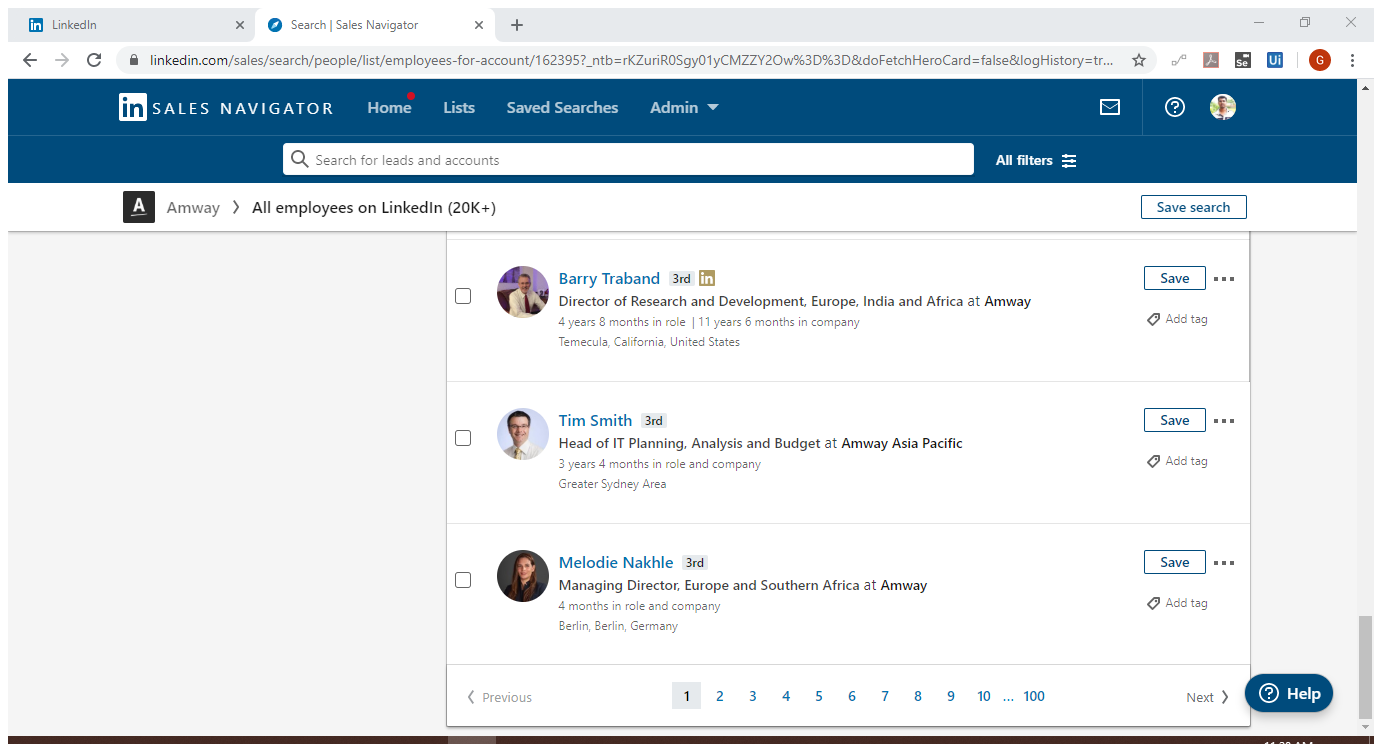 LinkedIn
Search | Sales Navigator
linkedin.com/sales/search/people/list/employees-for-account/162395?_ntb=rKZuriR0Sgy01yCMZZY2Ow%3D%3D&doFetchHeroCard=false&logHistory=tr...
Se
Ui
G
in SALES NAVIGATOR
Home
Lists
Saved Searches
Admin
Search for leads and accounts
All filters
A
Amway > All employees on LinkedIn (20K+)
Save search
Barry Traband 3rd in
Director of Research and Development, Europe, India and Africa at Amway
4 years 8 months in role | 11 years 6 months in company
Temecula, California, United States
Save
Add tag
Tim Smith 3rd
Head of IT Planning, Analysis and Budget at Amway Asia Pacific
3 years 4 months in role and company
Greater Sydney Area
Save
Add tag
Melodie Nakhle 3rd
Managing Director, Europe and Southern Africa at Amway
4 months in role and company
Berlin, Berlin, Germany
Save
Add tag
Previous 1 2 3 4 5 6 7 8 9 10 ... 100 Next
Help